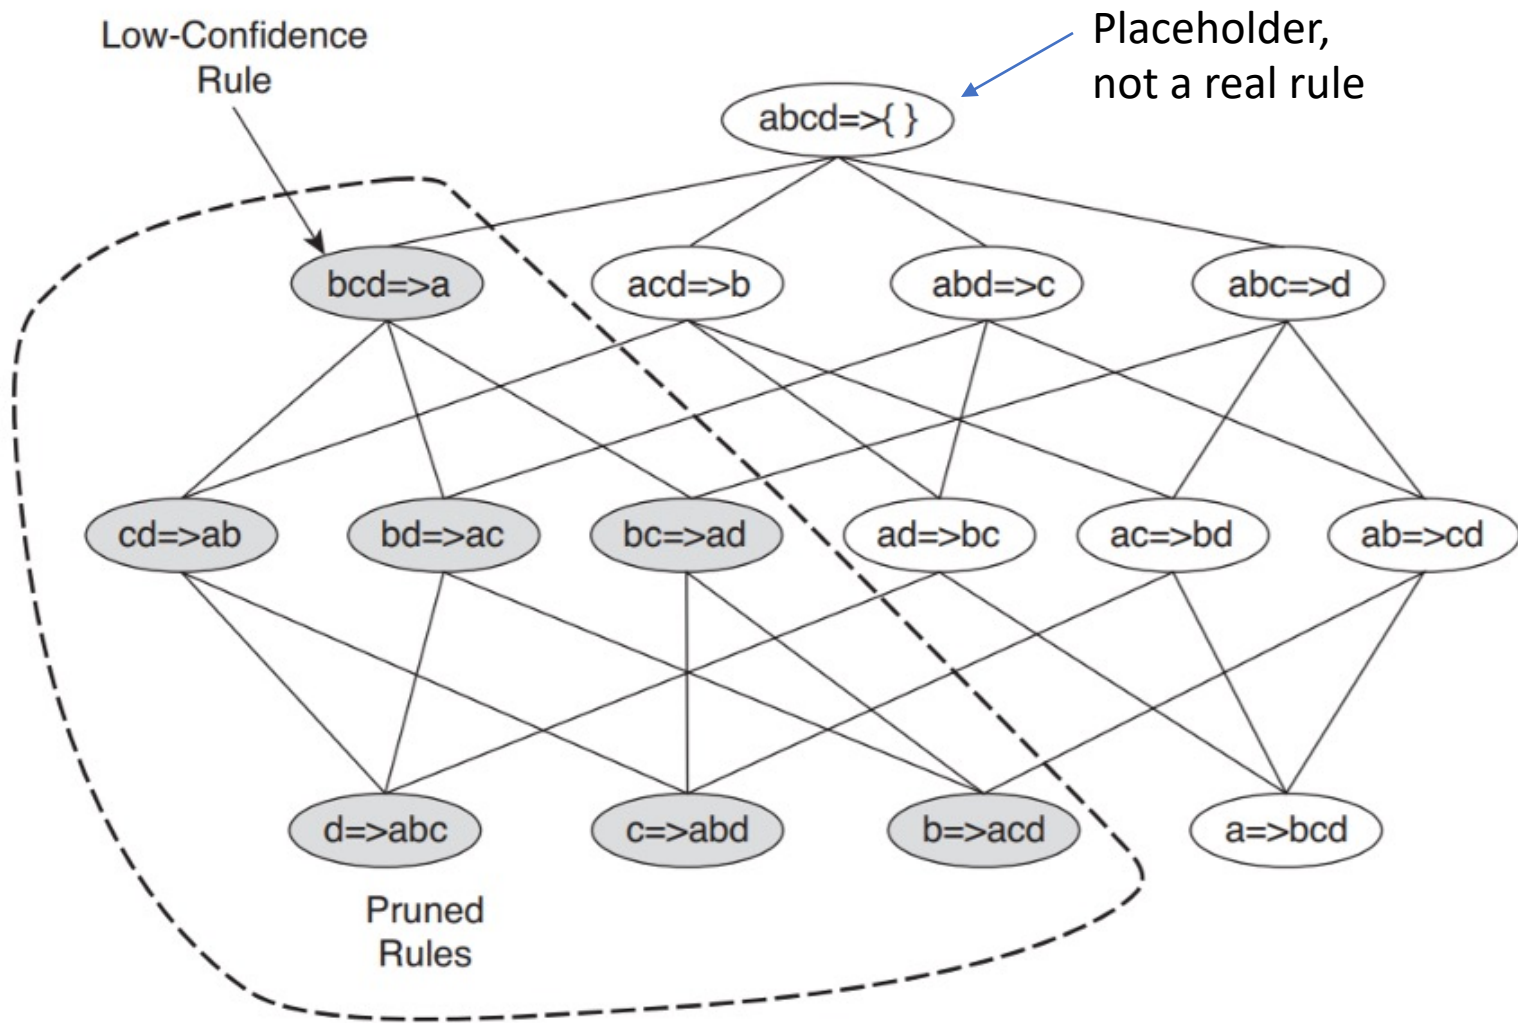 Low-Confidence
Rule
Placeholder,
not a real rule
abcd=>{ }
bcd=>a
acd=>b
abd=>c
abc=>d
cd=>ab
bd=>ac
bc=>ad
ad=>bc
ac=>bd
ab=>cd
d=>abc
c=>abd
b=>acd
a=>bcd
Pruned
Rules